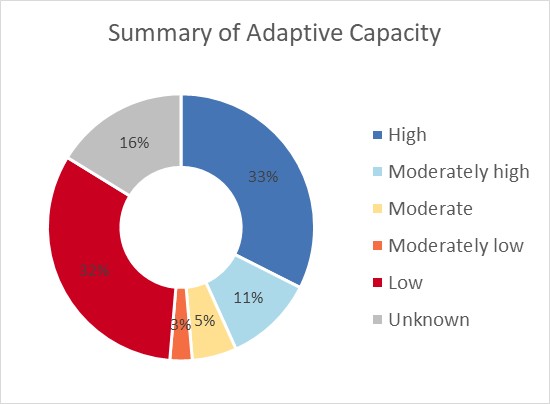 Summary of Adaptive Capacity
16%
33%
32%
3%
5%
11%
High
Moderately high
Moderate
Moderately low
Low
Unknown